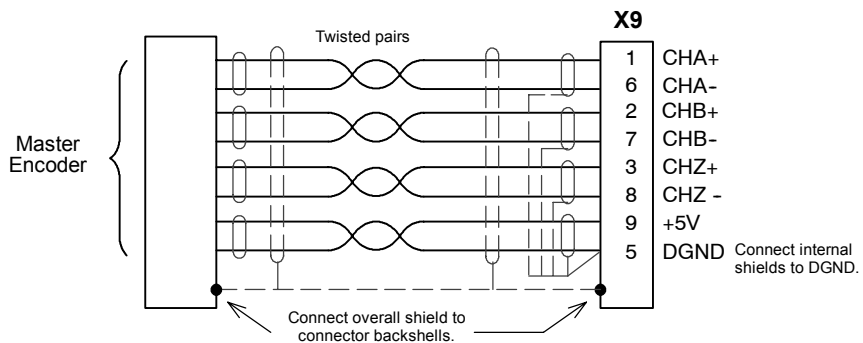 X9
Twisted pairs
1 CHA+
6 CHA-
2 CHB+
7 CHB-
Master
Encoder
3 CHZ+
8 CHZ -
9 +5V
5 DGND Connect internal
shields to DGND.
Connect overall shield to
connector backshells.